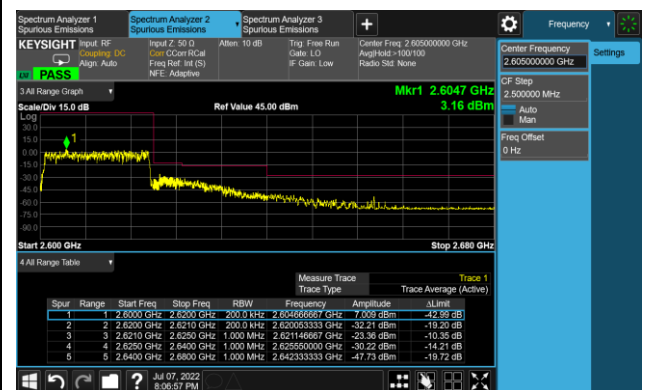 Spectrum Analyzer 1
Spurious Emissions
Spectrum Analyzer 2
Spurious Emissions
Spectrum Analyzer 3
Spurious Emissions
+
Frequency
KEYSIGHT
Input: RF
Coupling: DC
Align: Auto
Input Z: 50 Ω
Corr CCorr RCal
Freq Ref: Int (S)
NFE: Adaptive
Atten: 10 dB
Trig: Free Run
Gate: LO
IF Gain: Low
Center Freq: 2.605000000 GHz
Avg|Hold:>100/100
Radio Std: None
PASS
Center Frequency
2.605000000 GHz
Settings
CF Step
2.500000 MHz
Auto
Man
Freq Offset
0 Hz
3 All Range Graph
Mkr1 2.6047 GHz
Scale/Div 15.0 dB
Ref Value 45.00 dBm
3.16 dBm
Log
30.0
15.0
0.00
-15.0
-30.0
-45.0
-60.0
-75.0
-90.0
1
Start 2.600 GHz
Stop 2.680 GHz
4 All Range Table
Measure Trace Trace 1
Trace Type Trace Average (Active)
Spur Range Start Freq Stop Freq RBW Frequency Amplitude ΔLimit
1 1 2.6000 GHz 2.6200 GHz 200.0 kHz 2.604666667 GHz 7.009 dBm -42.99 dB
2 2 2.6200 GHz 2.6210 GHz 200.0 kHz 2.620053333 GHz -32.21 dBm -19.20 dB
3 3 2.6210 GHz 2.6250 GHz 1.000 MHz 2.621146667 GHz -23.36 dBm -10.35 dB
4 4 2.6250 GHz 2.6400 GHz 1.000 MHz 2.625550000 GHz -30.22 dBm -14.21 dB
5 5 2.6400 GHz 2.6800 GHz 1.000 MHz 2.642333333 GHz -47.73 dBm -19.72 dB
?
Jul 07, 2022
8:06:57 PM